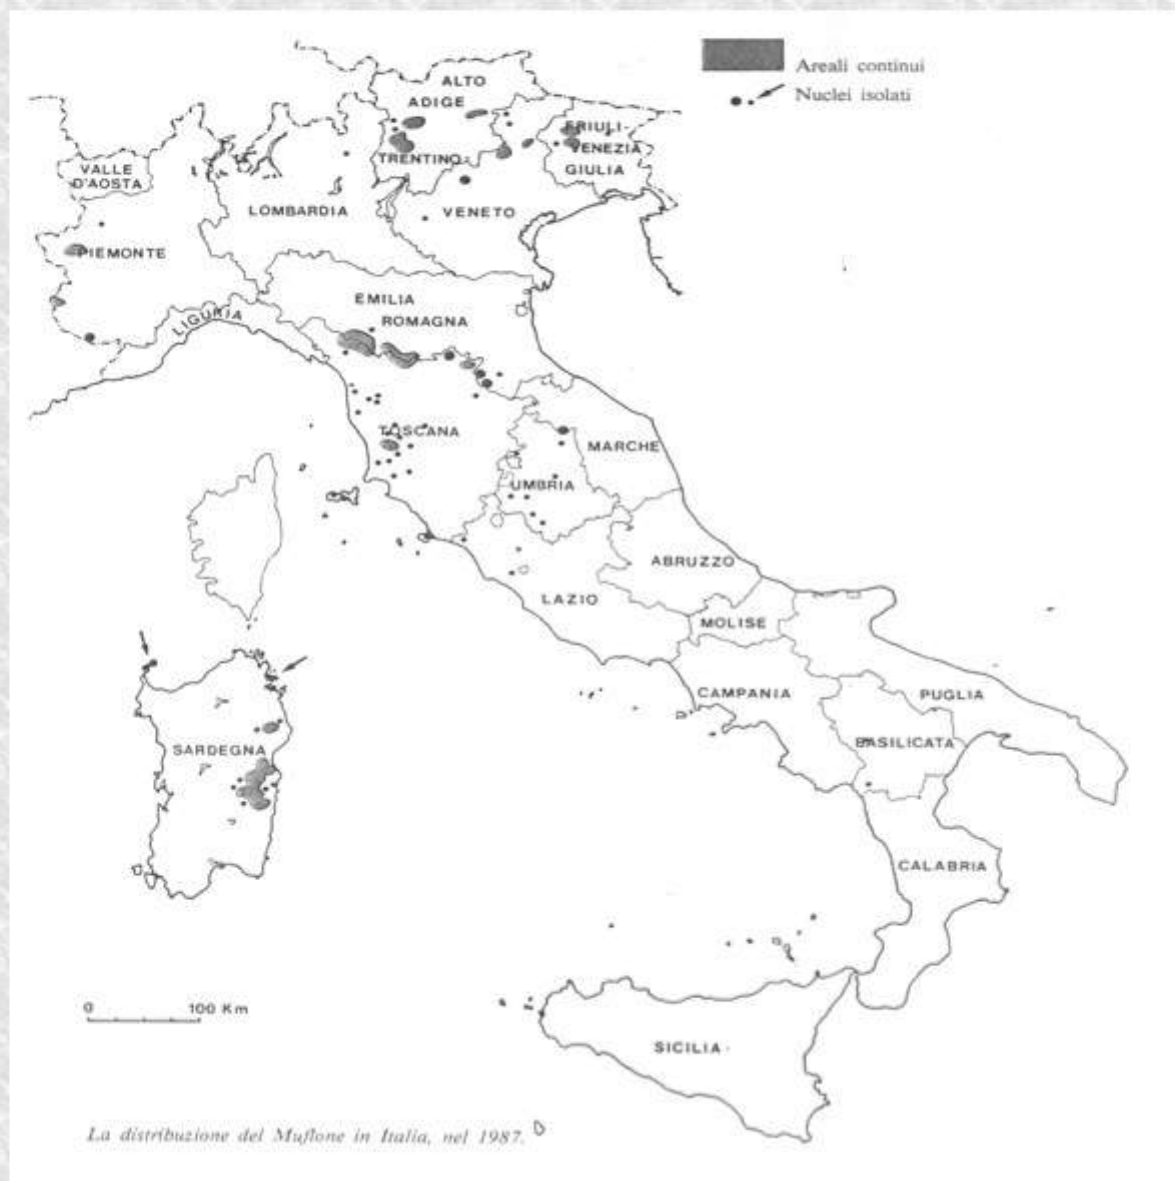 Areali continui
Nuclei isolati
ALTO
ADIGE
FRIULI-
VENEZIA
GIULIA
TRENTINO-
VALLE
D'AOSTA
LOMBARDIA
VENETO
PIEMONTE
EMILIA
ROMAGNA
LIGURIA
TOSCANA
MARCHE
UMBRIA
ABRUZZO
LAZIO
MOLISE
CAMPANIA
PUGLIA
SARDEGNA
BASILICATA
CALABRIA
0 100 Km
SICILIA
La distribuzione del Muflone in Italia, nel 1987.